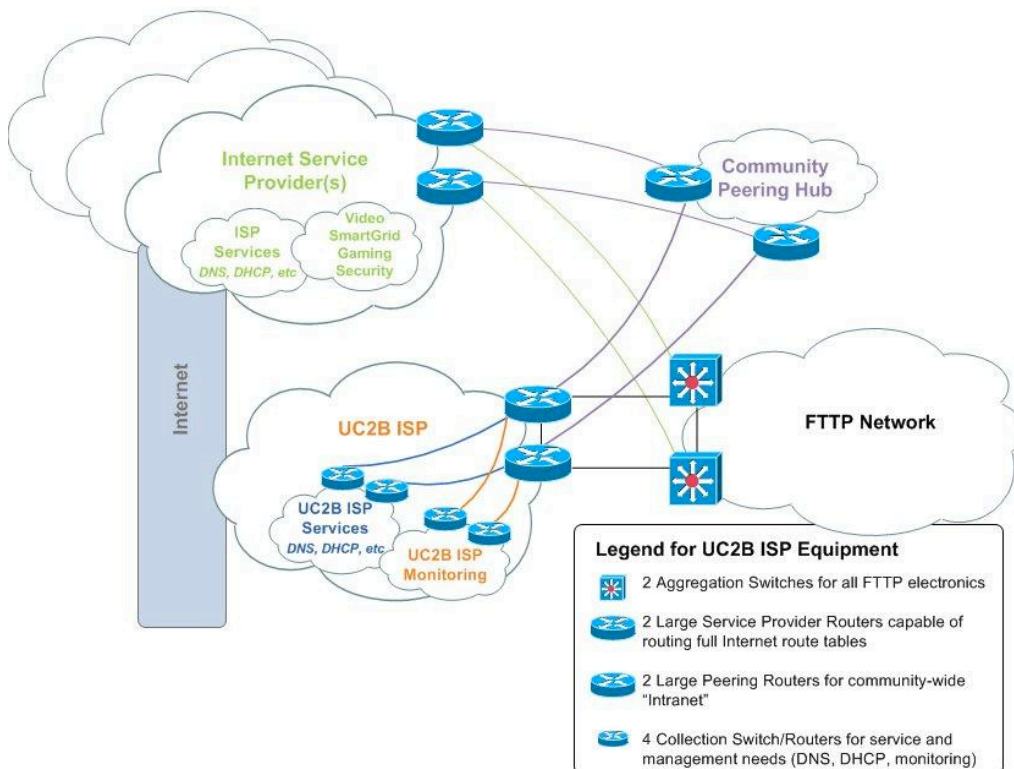 Internet Service
Provider(s)
ISP
Services
DNS, DHCP, etc
Video
SmartGrid
Gaming
Security
Community
Peering Hub
Internet
UC2B ISP
FTTP Network
UC2B ISP
Services
DNS, DHCP, etc
UC2B ISP
Monitoring
Legend for UC2B ISP Equipment
2 Aggregation Switches for all FTTP electronics
2 Large Service Provider Routers capable of
routing full Internet route tables
2 Large Peering Routers for community-wide
“Intranet”
4 Collection Switch/Routers for service and
management needs (DNS, DHCP, monitoring)